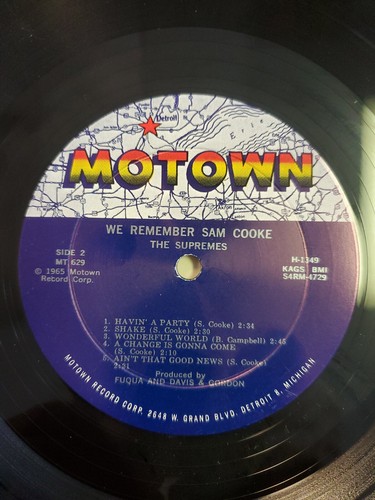 Detroit
Erie
MOTOWN
WE REMEMBER SAM COOKE
THE SUPREMES
SIDE 2
MT 629
© 1965 Motown
Record Corp.
H-1349
KAGS BMI
S4RM-4729
1. HAVIN' A PARTY (S. Cooke) 2:34
2. SHAKE (S. Cooke) 2:30
3. WONDERFUL WORLD (B. Campbell) 2:45
4. A CHANGE IS GONNA COME
(S. Cooke) 2:10
5. AIN'T THAT GOOD NEWS (S. Cooke)
2:51
Produced by
FUQUA AND DAVIS & GORDON
MOTOWN RECORD CORP. 2648 W. GRAND BLVD. DETROIT 8, MICHIGAN